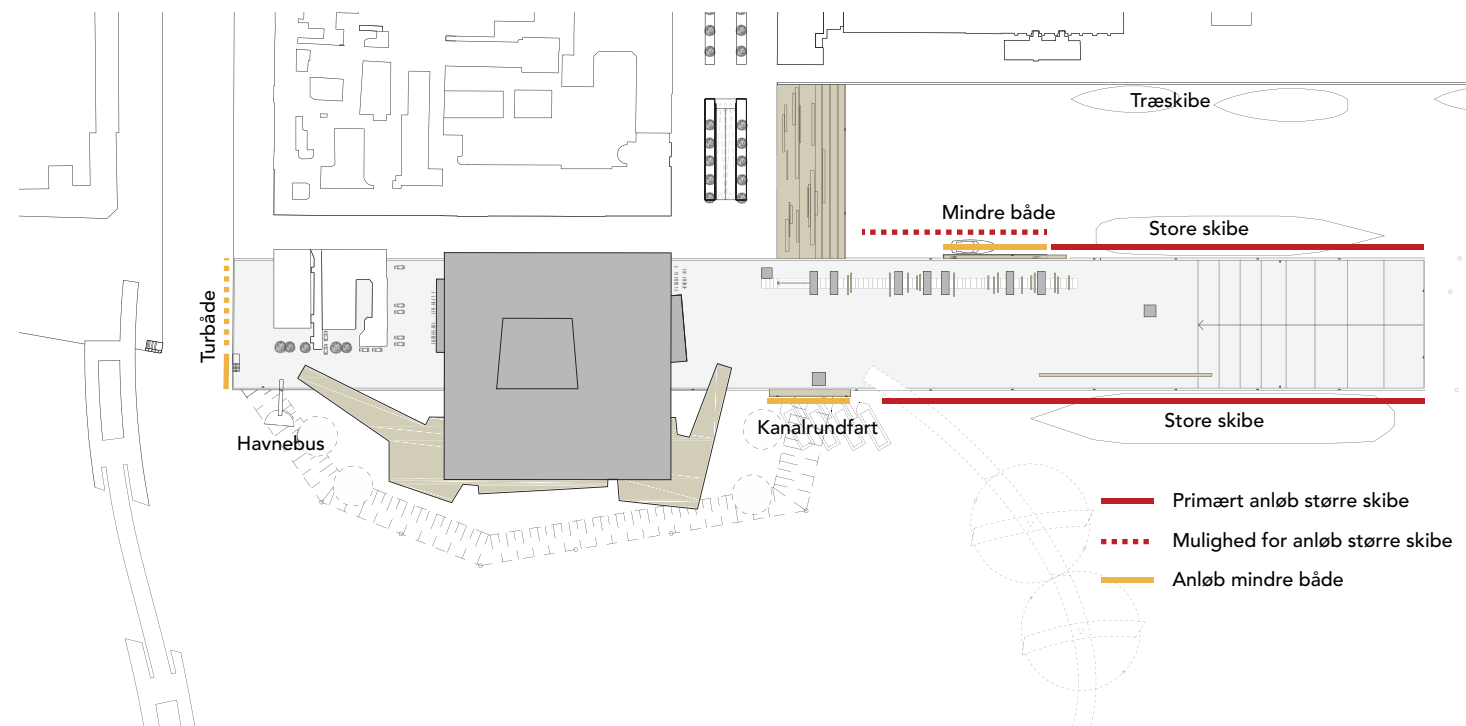 Træskibe
Mindre både
Store skibe
Turbåde
Havnebus
Kanalrundfart
Store skibe
Primært anløb større skibe
Mulighed for anløb større skibe
Anløb mindre både